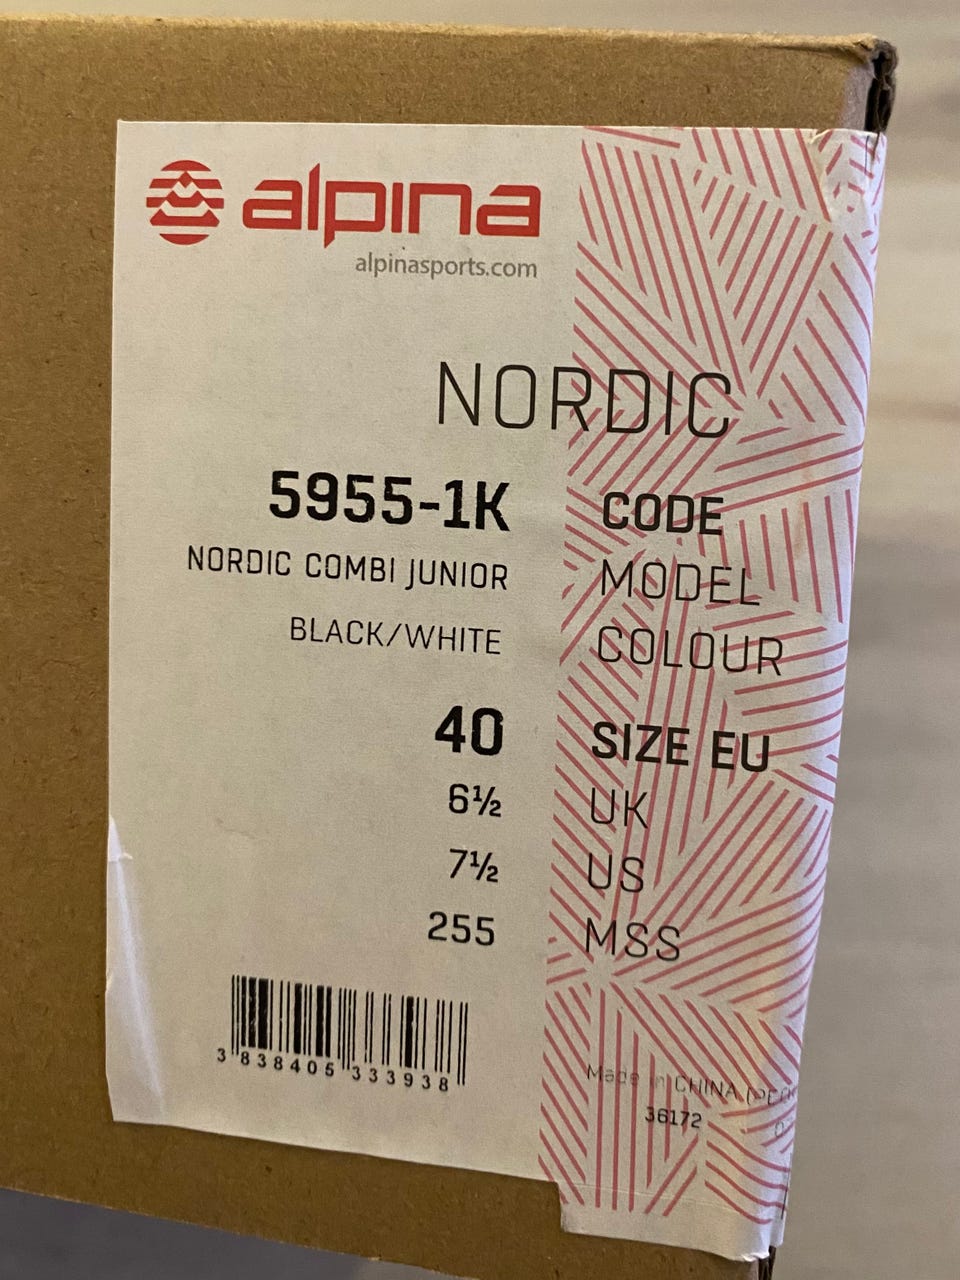 alpina
alpinasports.com
NORDIC
5955-1K CODE
NORDIC COMBI JUNIOR MODEL
BLACK/WHITE COLOUR
40 SIZE EU
6½ UK
7½ US
255 MSS
3 838405 333938
Made in CHINA
36172